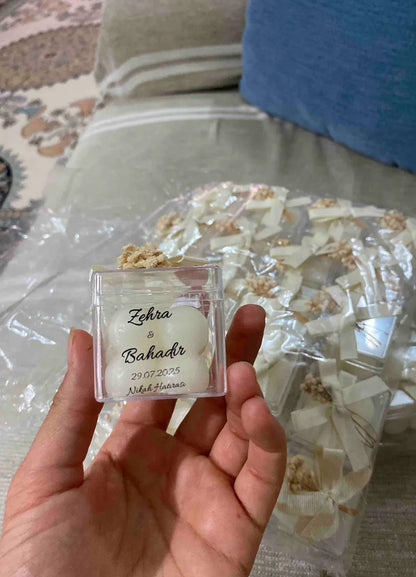 Zehra
&
Bahadır
29.07.2025
Nikah Hatırası